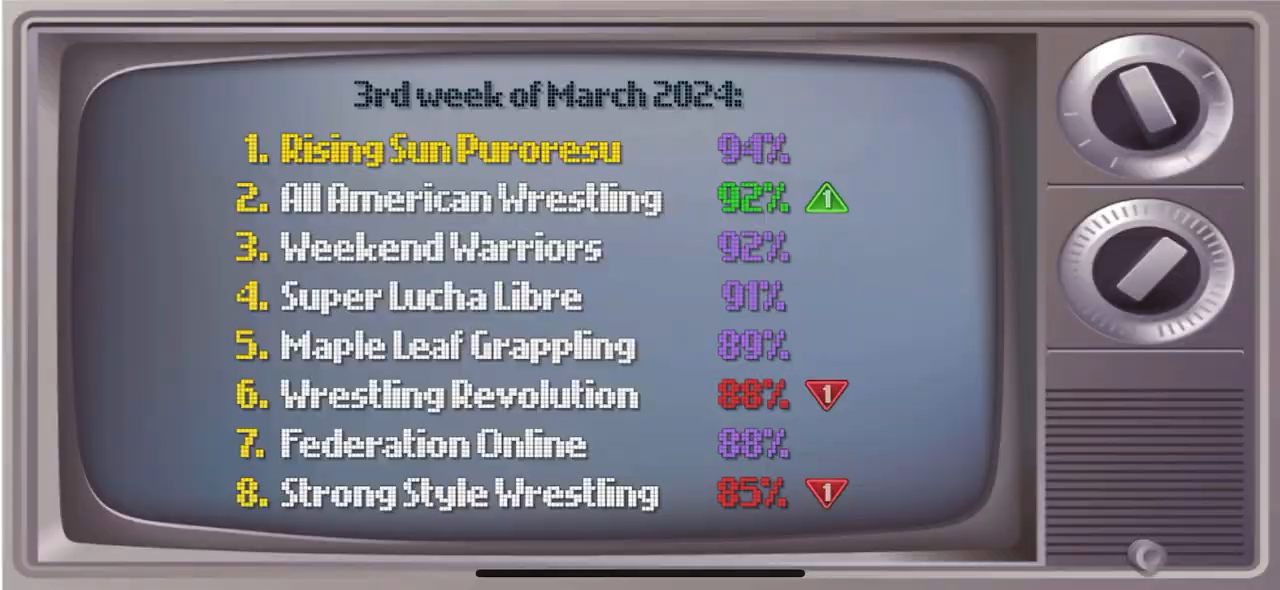 3rd week of March 2024:
1. Rising Sun Puroresu 94%
2. All American Wrestling 92% 1
3. Weekend Warriors 92%
4. Super Lucha Libre 91%
5. Maple Leaf Grappling 89%
6. Wrestling Revolution 88% 1
7. Federation Online 88%
8. Strong Style Wrestling 85% 1